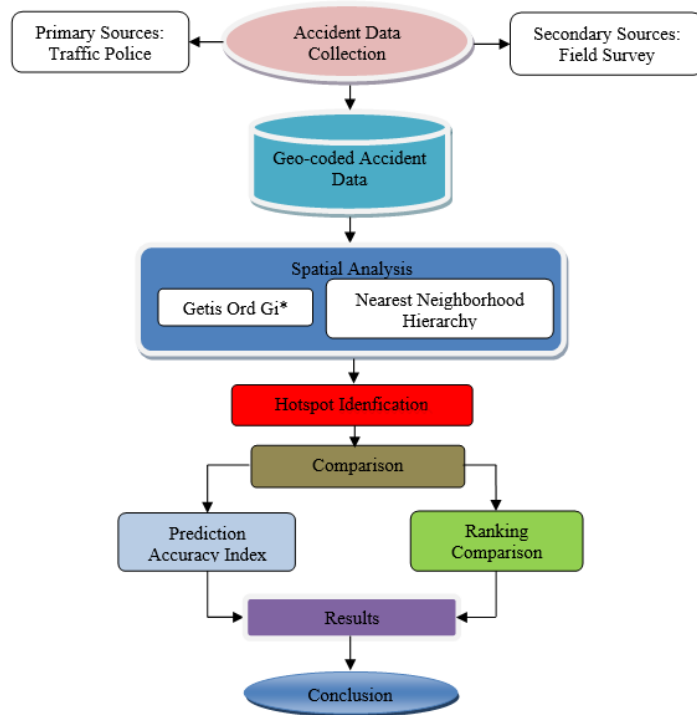 Primary Sources:
Traffic Police
Accident Data
Collection
Secondary Sources:
Field Survey
Geo-coded Accident
Data
Spatial Analysis
Getis Ord Gi*
Nearest Neighborhood
Hierarchy
Hotspot Idenfication
Comparison
Prediction
Accuracy Index
Ranking
Comparison
Results
Conclusion